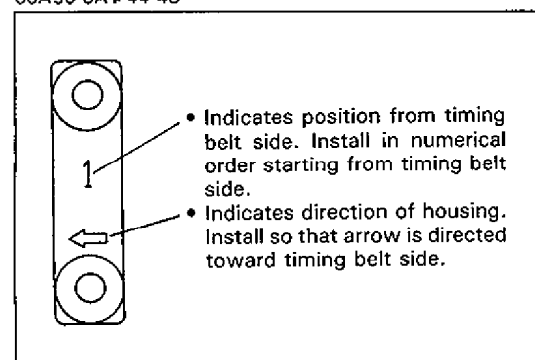 • Indicates position from timing
belt side. Install in numerical
order starting from timing belt
side.
1
• Indicates direction of housing.
Install so that arrow is directed
toward timing belt side.